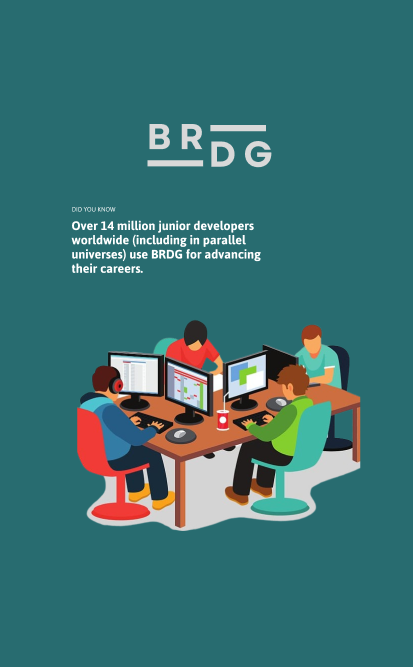 BR
DG
DID YOU KNOW
Over 14 million junior developers
worldwide (including in parallel
universes) use BRDG for advancing
their careers.